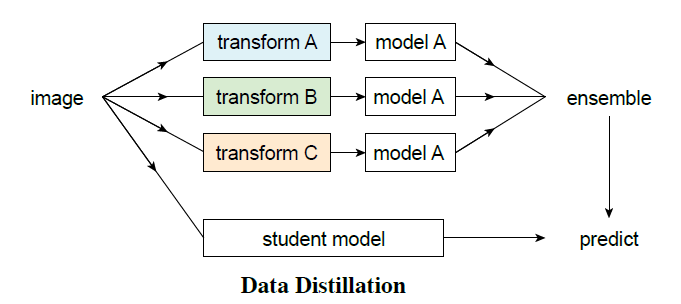 transform A
model A
image
transform B
model A
ensemble
transform C
model A
student model
predict
Data Distillation